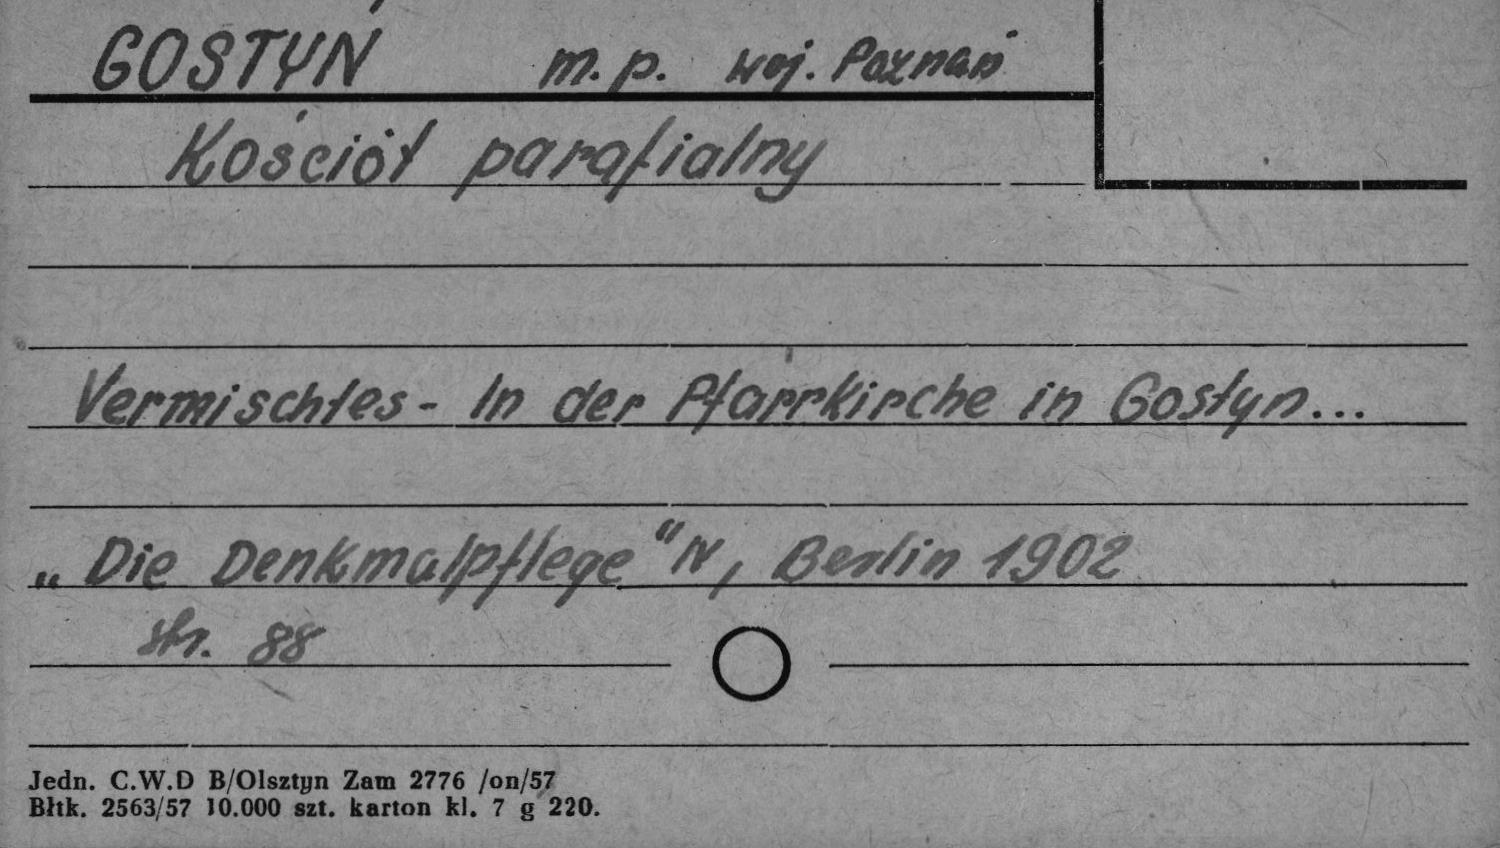 GOSTYŃ m. p. woj. Poznań
Kościół parafialny
Vermischtes - In der Pfarrkirche in Gostyn...
„Die Denkmalpflege" IV, Berlin 1902
str. 88
Jedn. C.W.D B/Olsztyn Zam 2776 /on/57
Błtk. 2563/57 10.000 szt. karton kl. 7 g 220.